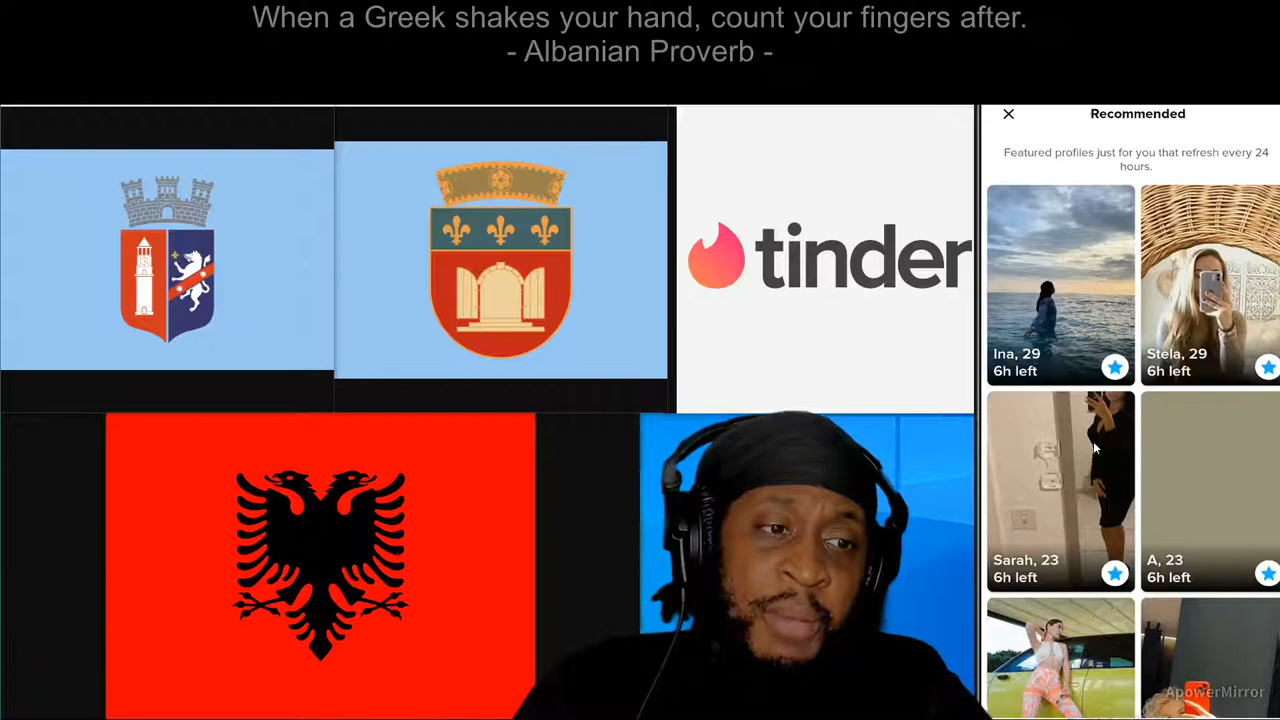 When a Greek shakes your hand, count your fingers after.
- Albanian Proverb -
tinder
Recommended
Featured profiles just for you that refresh every 24
hours.
Ina, 29
6h left
Stela, 29
6h left
Sarah, 23
6h left
A, 23
6h left
ApowerMirror